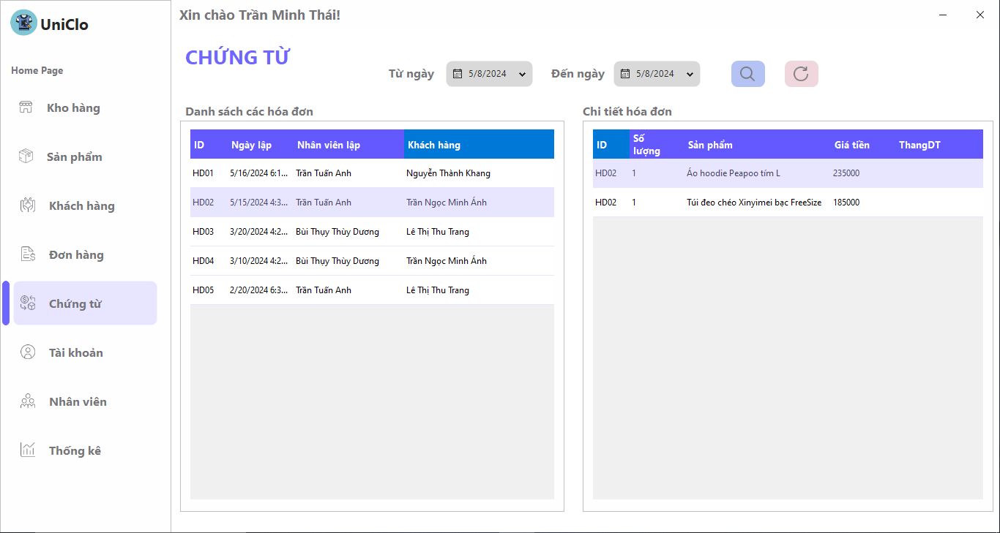 UniClo
Xin chào Trần Minh Thái!
Home Page
Kho hàng
Sản phẩm
Khách hàng
Đơn hàng
Chứng từ
Tài khoản
Nhân viên
Thống kê
CHỨNG TỪ
Từ ngày 5/8/2024 Đến ngày 5/8/2024
Danh sách các hóa đơn
ID Ngày lập Nhân viên lập Khách hàng
HD01 5/16/2024 6:1... Trần Tuấn Anh Nguyễn Thành Khang
HD02 5/15/2024 4:3... Trần Tuấn Anh Trần Ngọc Minh Ánh
HD03 3/20/2024 4:2... Bùi Thụy Thùy Dương Lê Thị Thu Trang
HD04 3/10/2024 4:2... Bùi Thụy Thùy Dương Trần Ngọc Minh Ánh
HD05 2/20/2024 6:3... Trần Tuấn Anh Lê Thị Thu Trang
Chi tiết hóa đơn
ID Số lượng Sản phẩm Giá tiền ThangDT
HD02 1 Áo hoodie Peapoo tím L 235000
HD02 1 Túi đeo chéo Xinyimei bạc FreeSize 185000